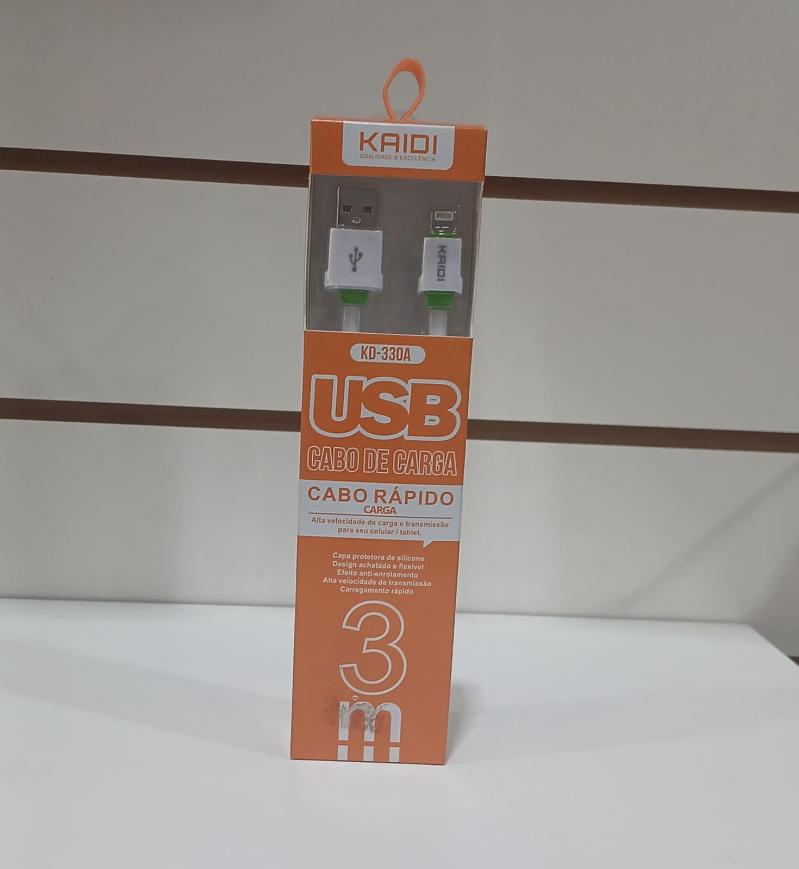 KAIDI
QUALIDADE E EXCELÊNCIA
KAIDI
KD-330A
USB
CABO DE CARGA
CABO RÁPIDO
CARGA
Alta velocidade de carga e transmissão
para seu celular / tablet.
Capa protetora de silicone
Design achatado e flexível
Efeito anti-enrolamento
Alta velocidade de transmissão
Carregamento rápido
3
m